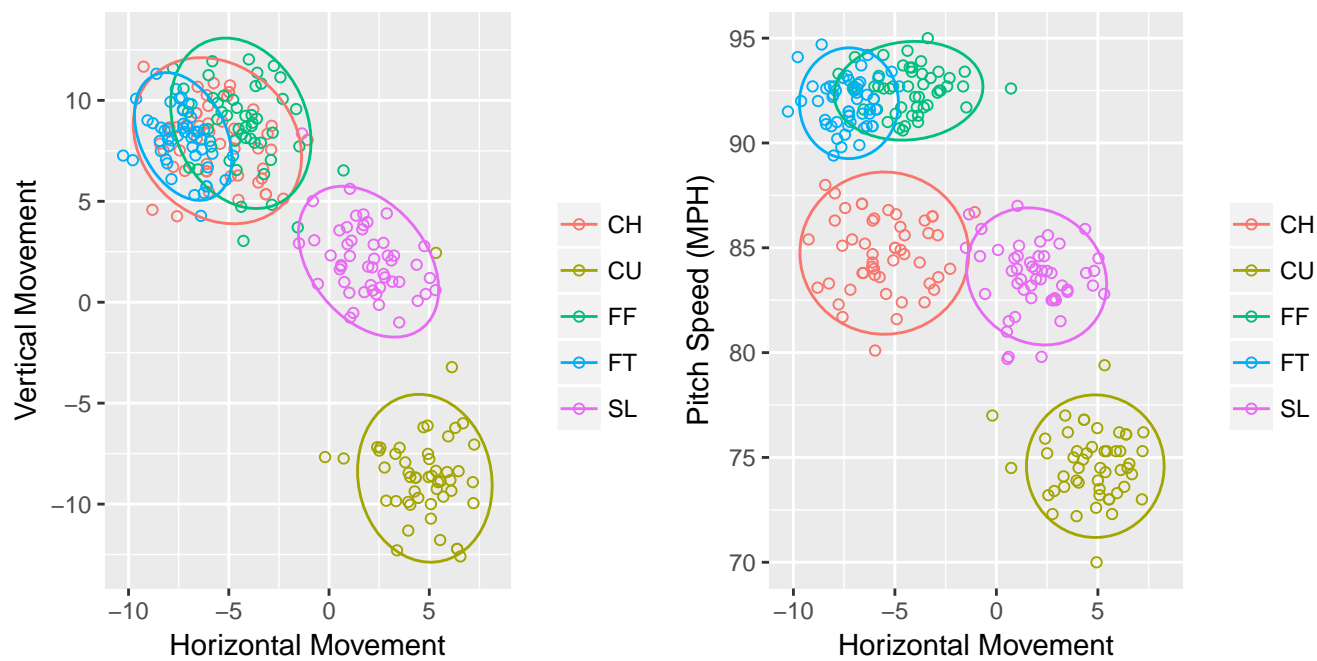 Vertical Movement
10
5
0
−5
−10
−10 −5 0 5
Horizontal Movement
CH
CU
FF
FT
SL
Pitch Speed (MPH)
95
90
85
80
75
70
−10 −5 0 5
Horizontal Movement
CH
CU
FF
FT
SL